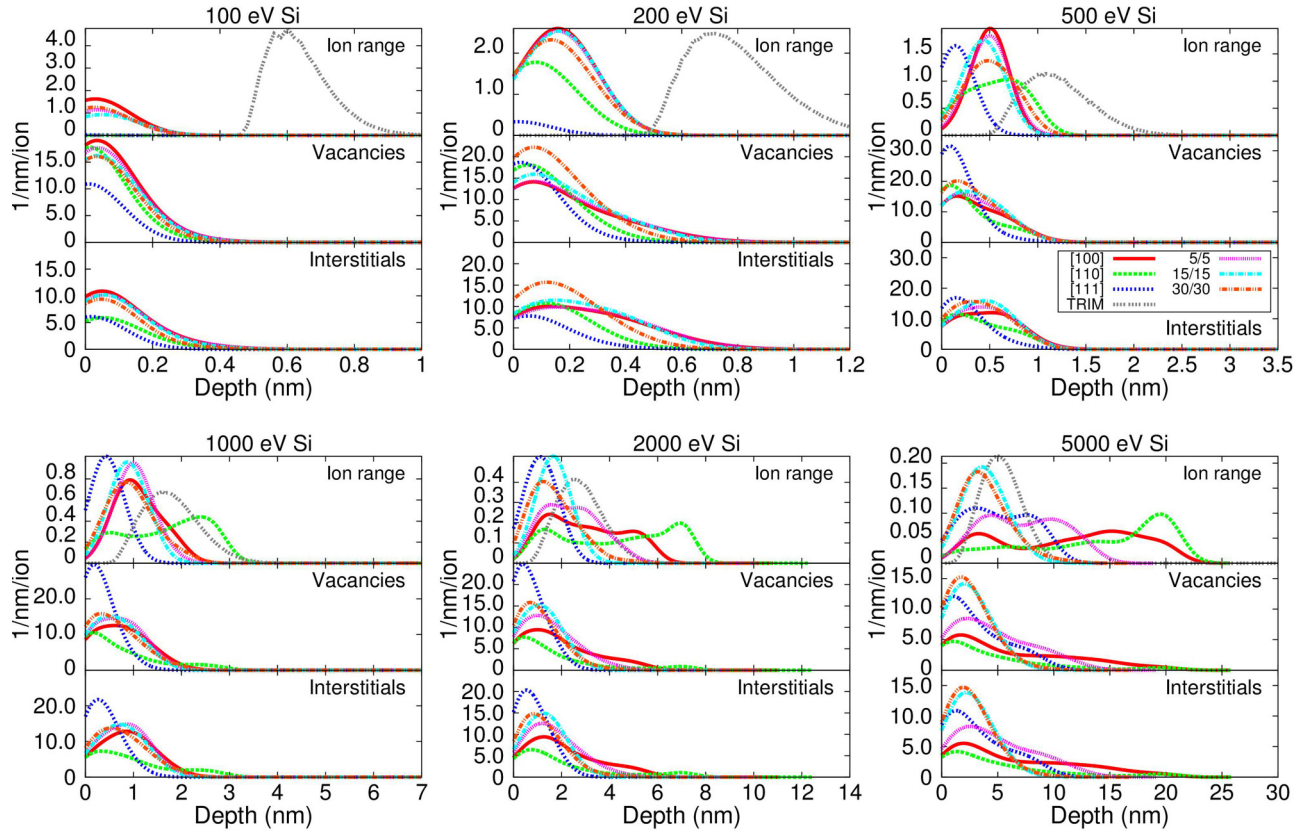 100 eV Si
200 eV Si
500 eV Si
1/nm/ion
4.0
3.0
2.0
1.0
0
Ion range
15.0
10.0
5.0
0
Vacancies
15.0
10.0
5.0
0
Interstitials
0 0.2 0.4 0.6 0.8 1
Depth (nm)
1/nm/ion
2.0
1.0
0
Ion range
20.0
15.0
10.0
5.0
0
Vacancies
20.0
15.0
10.0
5.0
0
Interstitials
0 0.2 0.4 0.6 0.8 1 1.2
Depth (nm)
1/nm/ion
1.5
1.0
0.5
0
Ion range
30.0
20.0
10.0
0
Vacancies
30.0
20.0
10.0
0
[100] 5/5
[110] 15/15
[111] 30/30
TRIM
Interstitials
0 0.5 1 1.5 2 2.5 3 3.5
Depth (nm)
1000 eV Si
2000 eV Si
5000 eV Si
1/nm/ion
0.8
0.6
0.4
0.2
0
Ion range
20.0
10.0
0
Vacancies
20.0
10.0
0
Interstitials
0 1 2 3 4 5 6 7
Depth (nm)
1/nm/ion
0.4
0.3
0.2
0.1
0
Ion range
20.0
15.0
10.0
5.0
0
Vacancies
20.0
15.0
10.0
5.0
0
Interstitials
0 2 4 6 8 10 12 14
Depth (nm)
1/nm/ion
0.20
0.15
0.10
0.05
0.00
Ion range
15.0
10.0
5.0
0
Vacancies
15.0
10.0
5.0
0
Interstitials
0 5 10 15 20 25 30
Depth (nm)